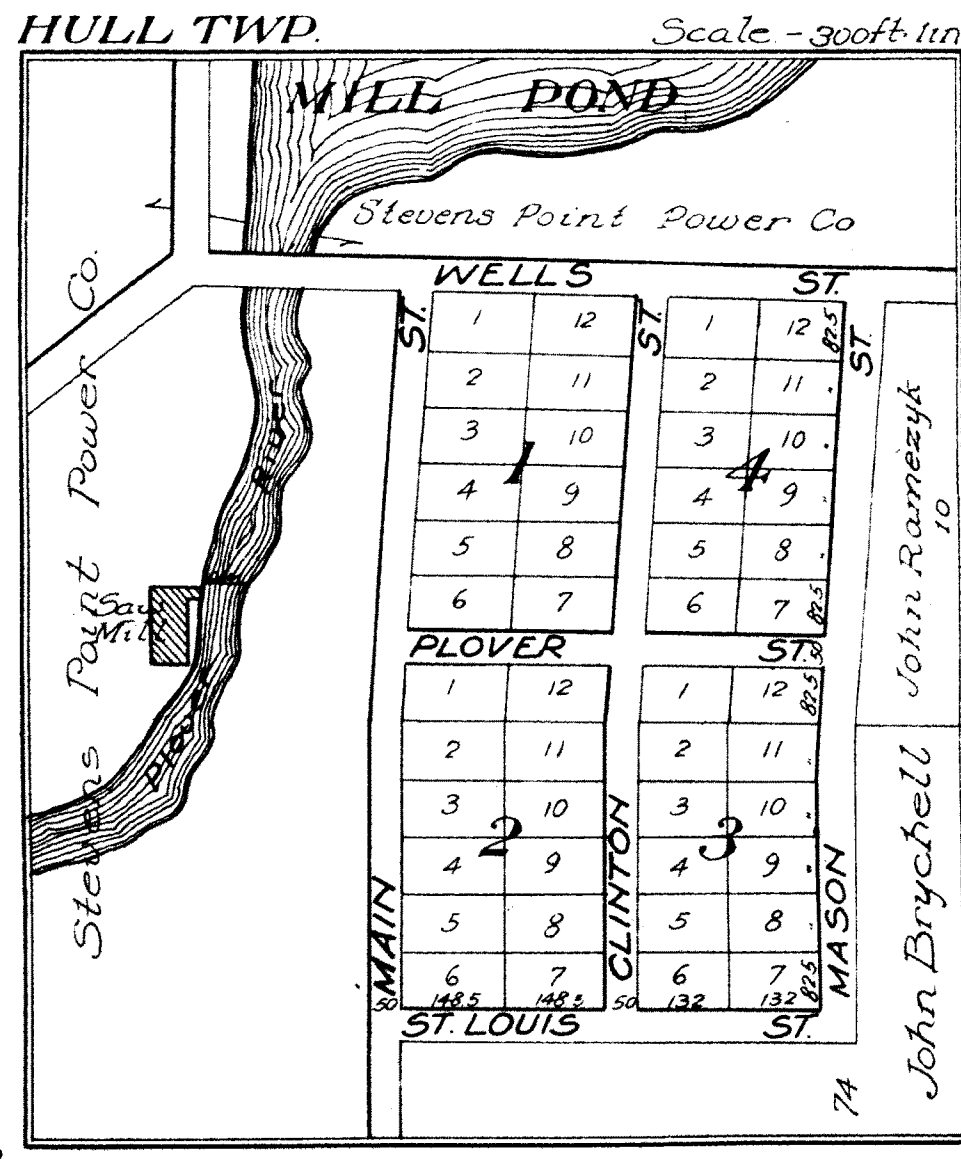 HULL TWP.
Scale - 300ft 1in
MILL POND
Stevens Point Power Co
WELLS ST.
ST.
ST.
ST.
Stevens Point Power Co.
River
Plover
Saw
Mill
1 12
2 11
3 10
4 9
5 8
6 7
1
1 12 82.5
2 11
3 10
4 9
5 8
6 7 82.5
4
John Ramczyk
10
PLOVER ST. 50
1 12
2 11
3 10
4 9
5 8
6 7
148.5 148.5
2
1 12 82.5
2 11
3 10
4 9
5 8
6 7 82.5
132 132
3
MAIN
50
CLINTON
50
MASON
John Brychell
74
ST. LOUIS ST.